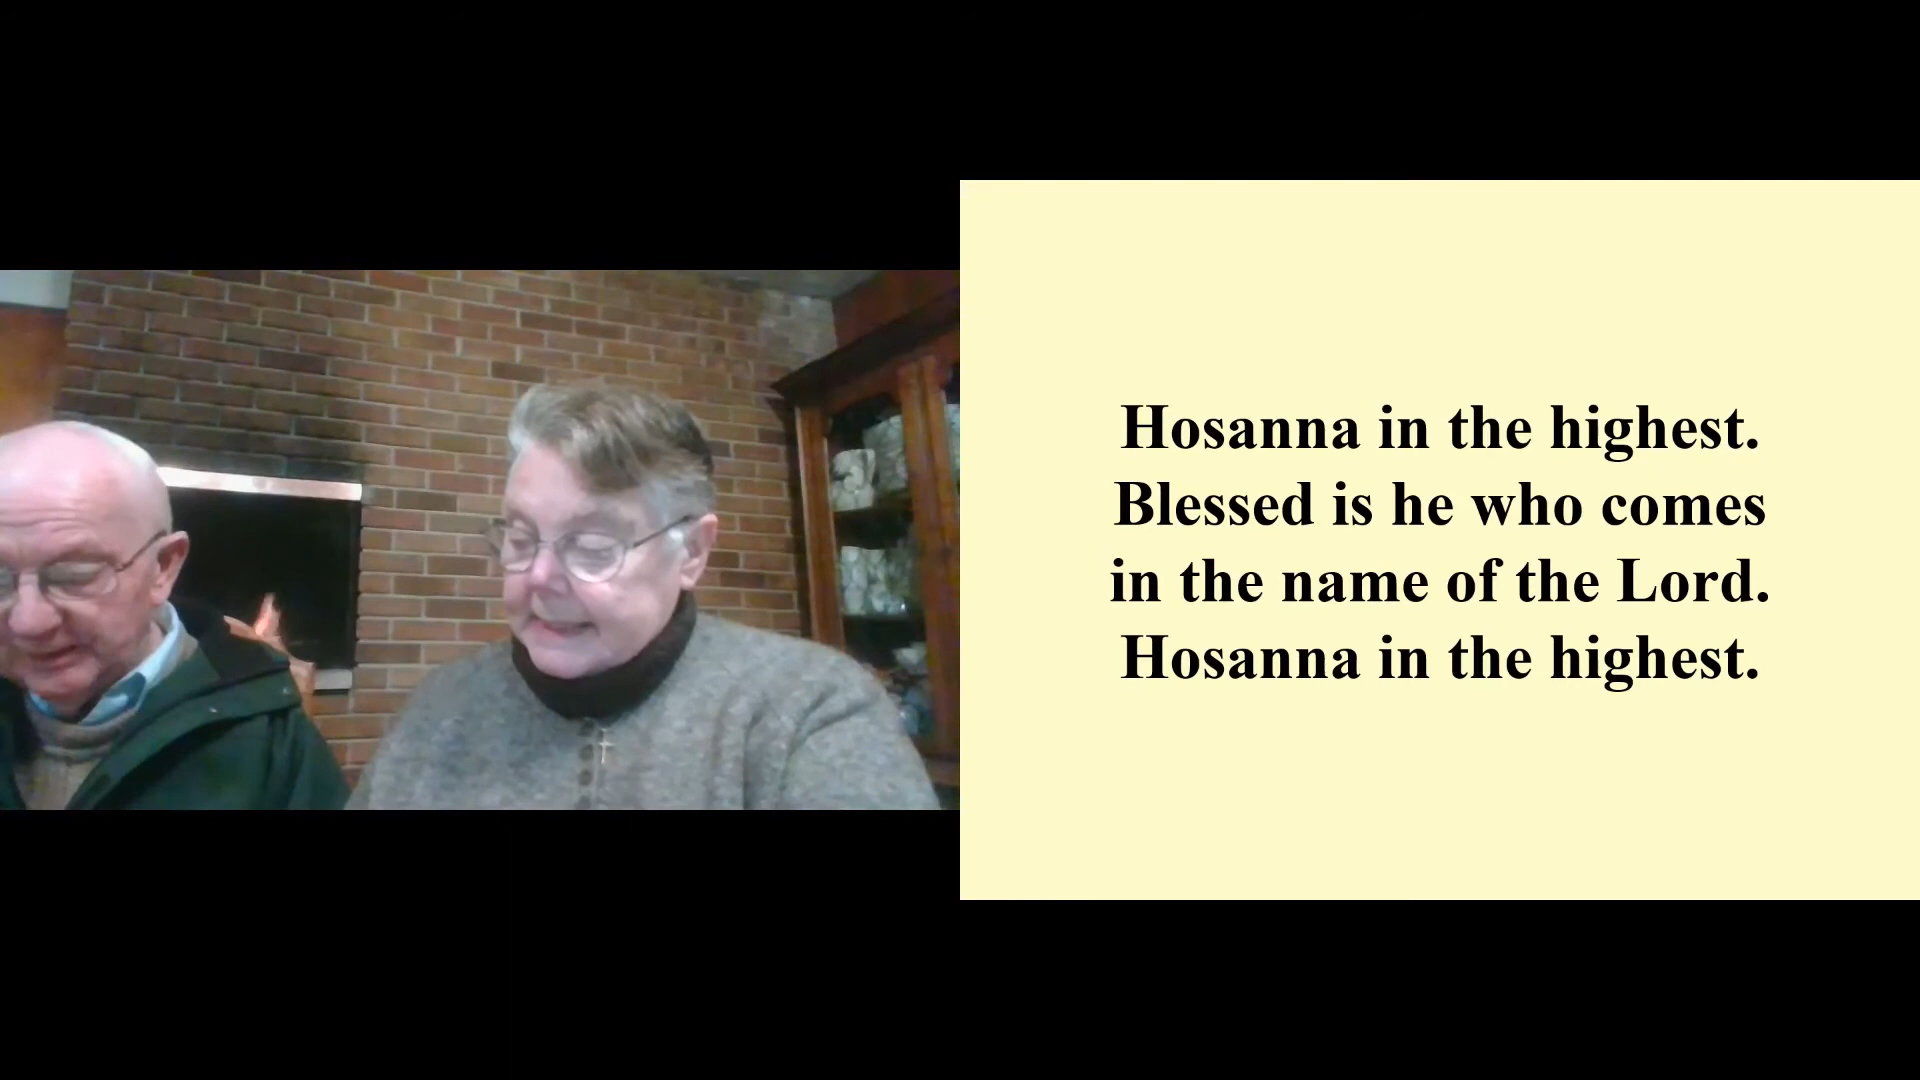 Hosanna in the highest.
Blessed is he who comes
in the name of the Lord.
Hosanna in the highest.